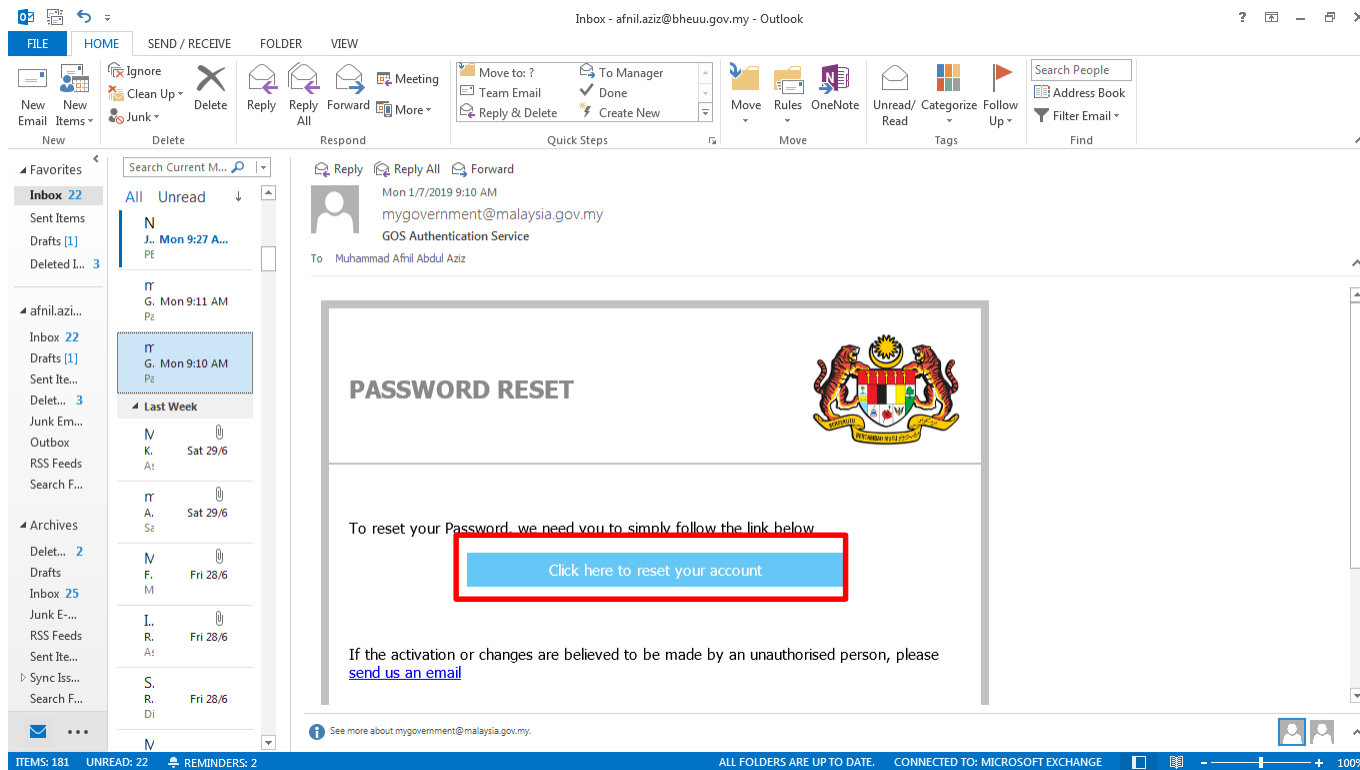 Inbox - afnil.aziz@bheuu.gov.my - Outlook
?
FILE HOME SEND / RECEIVE FOLDER VIEW
New Email
New Items
Ignore
Clean Up
Junk
Delete
Reply
Reply All
Forward
Meeting
More
Move to: ?
Team Email
Reply & Delete
To Manager
Done
Create New
Move
Rules
OneNote
Unread/ Read
Categorize
Follow Up
Search People
Address Book
Filter Email
New Delete Respond Quick Steps Move Tags Find
Favorites
Inbox 22
Sent Items
Drafts [1]
Deleted I... 3
afnil.azi...
Inbox 22
Drafts [1]
Sent Ite...
Delet... 3
Junk Em...
Outbox
RSS Feeds
Search F...
Archives
Delet... 2
Drafts
Inbox 25
Junk E-...
RSS Feeds
Sent Ite...
Sync Iss...
Search F...
Search Current M...
All Unread
N
J.. Mon 9:27 A...
PE
G. Mon 9:11 AM
G. Mon 9:10 AM
Last Week
M
K. Sat 29/6
A. Sat 29/6
M
F. Fri 28/6
M
I..
R. Fri 28/6
S.
R. Fri 28/6
Di
Reply Reply All Forward
Mon 1/7/2019 9:10 AM
mygovernment@malaysia.gov.my
GOS Authentication Service
To Muhammad Afnil Abdul Aziz
PASSWORD RESET
BERSEKUTU BERTAMBAH MUTU
To reset your Password, we need you to simply follow the link below
Click here to reset your account
If the activation or changes are believed to be made by an unauthorised person, please
send us an email
See more about mygovernment@malaysia.gov.my.
ITEMS: 181 UNREAD: 22 REMINDERS: 2 ALL FOLDERS ARE UP TO DATE. CONNECTED TO: MICROSOFT EXCHANGE 100%